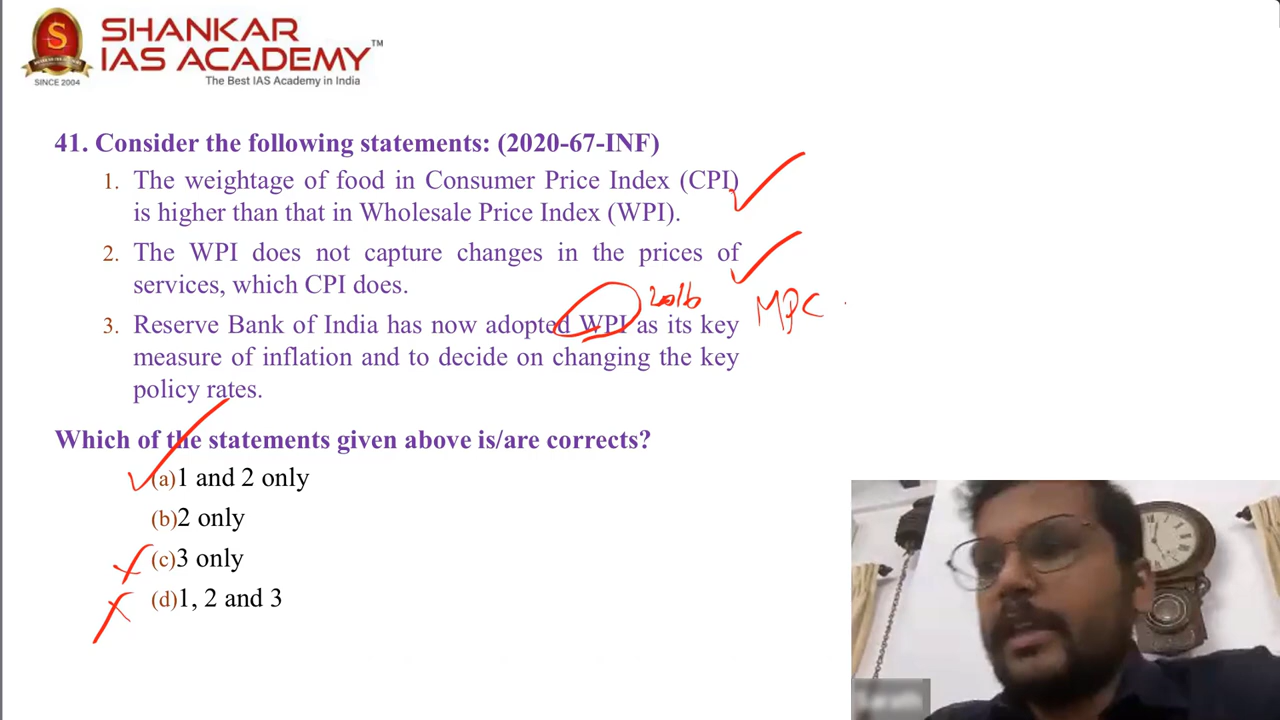 SHANKAR
IAS ACADEMY™
The Best IAS Academy in India
SINCE 2004
41. Consider the following statements: (2020-67-INF)
1. The weightage of food in Consumer Price Index (CPI)
is higher than that in Wholesale Price Index (WPI).
2. The WPI does not capture changes in the prices of
services, which CPI does.
2016
MPC
3. Reserve Bank of India has now adopted WPI as its key
measure of inflation and to decide on changing the key
policy rates.
Which of the statements given above is/are corrects?
(a)1 and 2 only
(b)2 only
(c)3 only
(d)1, 2 and 3